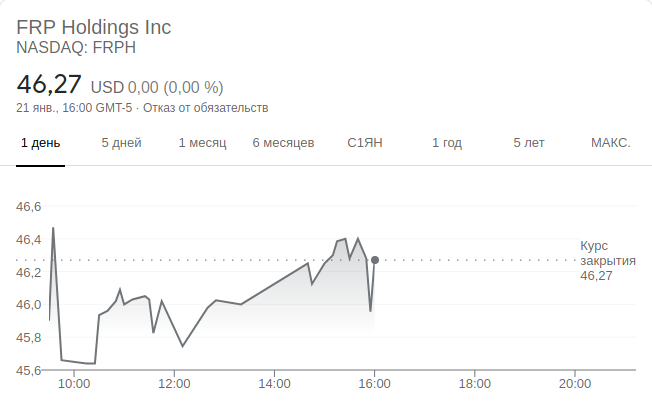 FRP Holdings Inc
NASDAQ: FRPH
46,27 USD 0,00 (0,00 %)
21 янв., 16:00 GMT-5 · Отказ от обязательств
1 день 5 дней 1 месяц 6 месяцев С1ЯН 1 год 5 лет МАКС.
46,6
46,4
46,2
46,0
45,8
45,6
Курс
закрытия
46,27
10:00 12:00 14:00 16:00 18:00 20:00